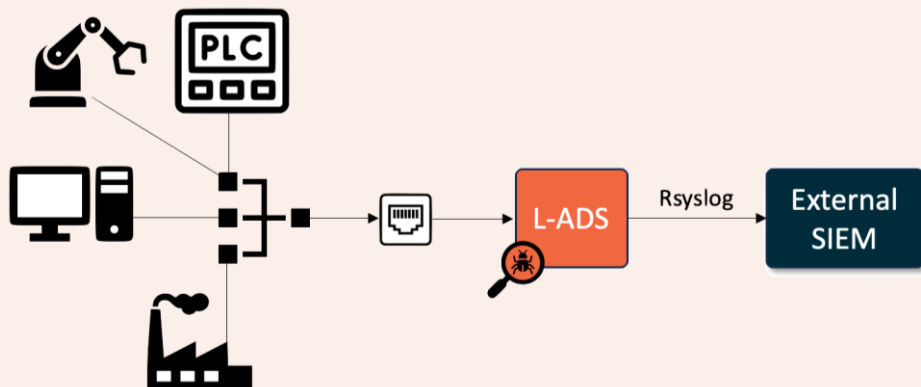 PLC
L-ADS
Rsyslog
External
SIEM